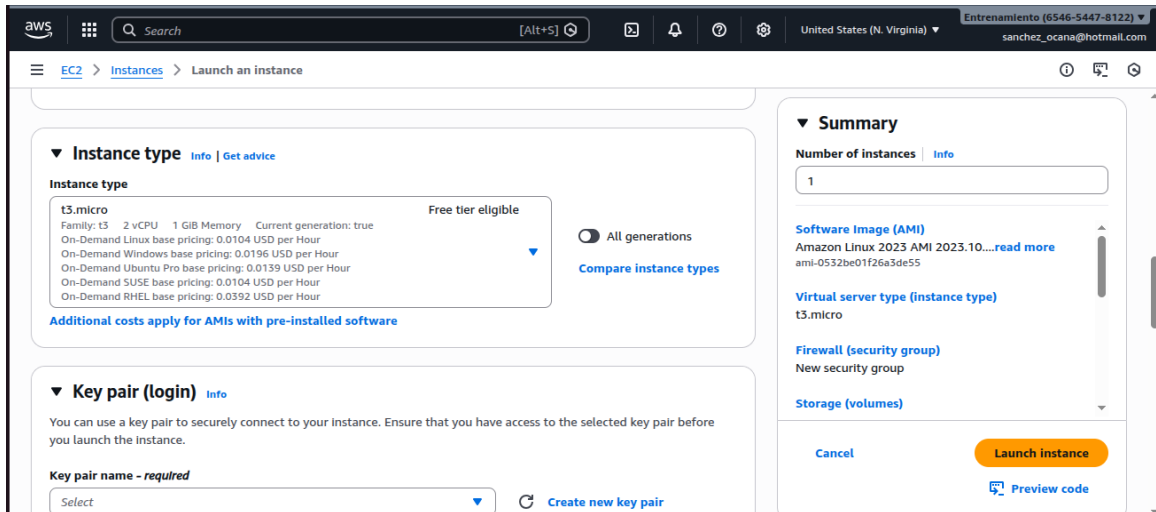 aws
Search [Alt+S]
United States (N. Virginia) ▼
Entrenamiento (6546-5447-8122) ▼
sanchez_ocana@hotmail.com
EC2 > Instances > Launch an instance
▼ Instance type Info | Get advice
Instance type
t3.micro Free tier eligible
Family: t3 2 vCPU 1 GiB Memory Current generation: true
On-Demand Linux base pricing: 0.0104 USD per Hour
On-Demand Windows base pricing: 0.0196 USD per Hour
On-Demand Ubuntu Pro base pricing: 0.0139 USD per Hour
On-Demand SUSE base pricing: 0.0104 USD per Hour
On-Demand RHEL base pricing: 0.0392 USD per Hour
All generations
Compare instance types
Additional costs apply for AMIs with pre-installed software
▼ Key pair (login) Info
You can use a key pair to securely connect to your instance. Ensure that you have access to the selected key pair before
you launch the instance.
Key pair name - required
Select
Create new key pair
▼ Summary
Number of instances | Info
1
Software Image (AMI)
Amazon Linux 2023 AMI 2023.10....read more
ami-0532be01f26a3de55
Virtual server type (instance type)
t3.micro
Firewall (security group)
New security group
Storage (volumes)
Cancel
Launch instance
Preview code